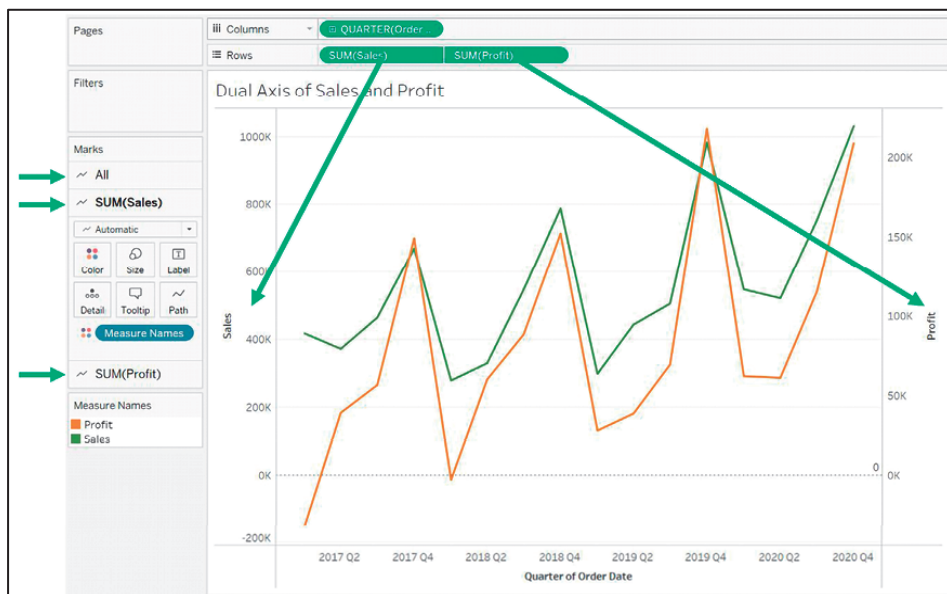 Pages
Columns
QUARTER(Order...
Rows
SUM(Sales)
SUM(Profit)
Filters
Dual Axis of Sales and Profit
Marks
All
SUM(Sales)
Automatic
Color
Size
Label
Detail
Tooltip
Path
Measure Names
SUM(Profit)
Measure Names
Profit
Sales
1000K
800K
600K
400K
200K
0K
-200K
Sales
200K
150K
100K
50K
0
0K
Profit
2017 Q2
2017 Q4
2018 Q2
2018 Q4
2019 Q2
2019 Q4
2020 Q2
2020 Q4
Quarter of Order Date